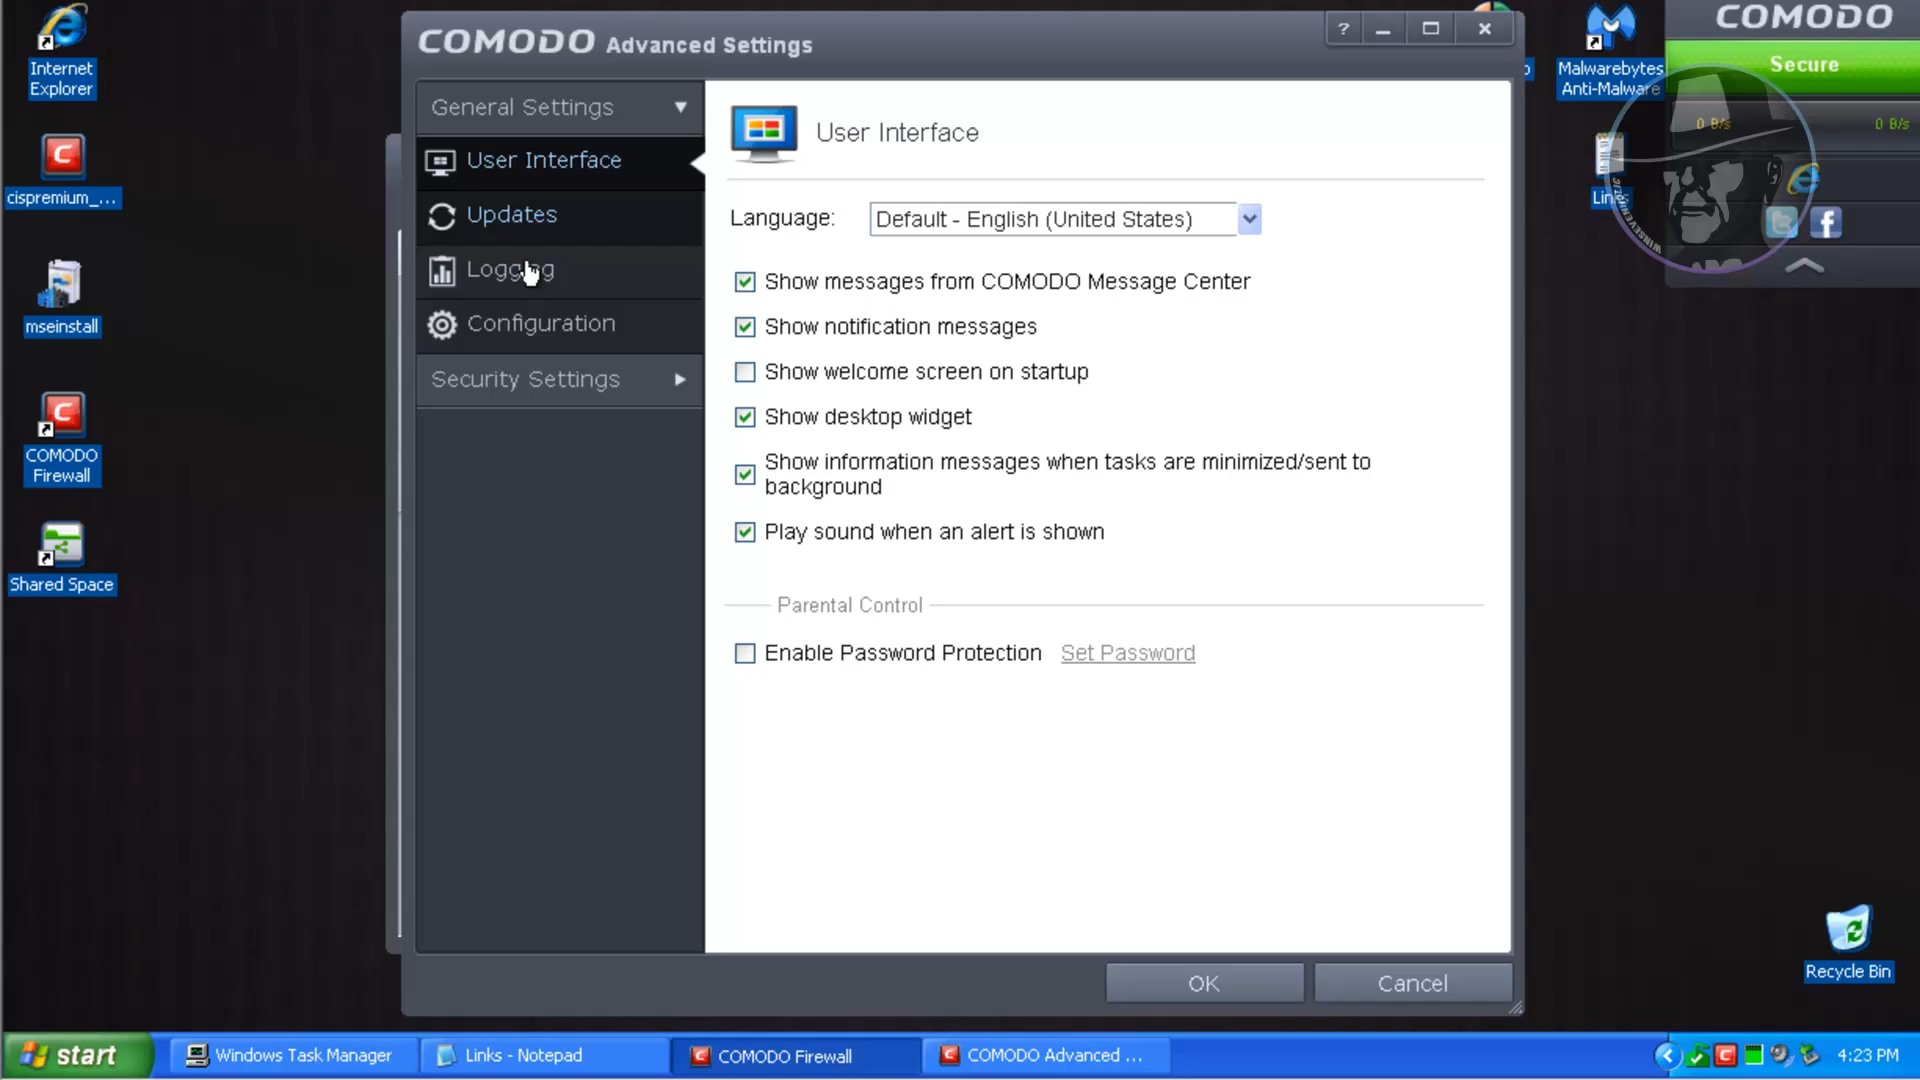 Internet
Explorer
cispremium_...
mseinstall
COMODO
Firewall
Shared Space
COMODO Advanced Settings
?
General Settings
User Interface
Updates
Logging
Configuration
Security Settings
User Interface
Language: Default - English (United States)
Show messages from COMODO Message Center
Show notification messages
Show welcome screen on startup
Show desktop widget
Show information messages when tasks are minimized/sent to
background
Play sound when an alert is shown
Parental Control
Enable Password Protection Set Password
OK Cancel
Malwarebytes
Anti-Malware
COMODO
Secure
0 B/s 0 B/s
Recycle Bin
start
Windows Task Manager
Links - Notepad
COMODO Firewall
COMODO Advanced ...
4:23 PM